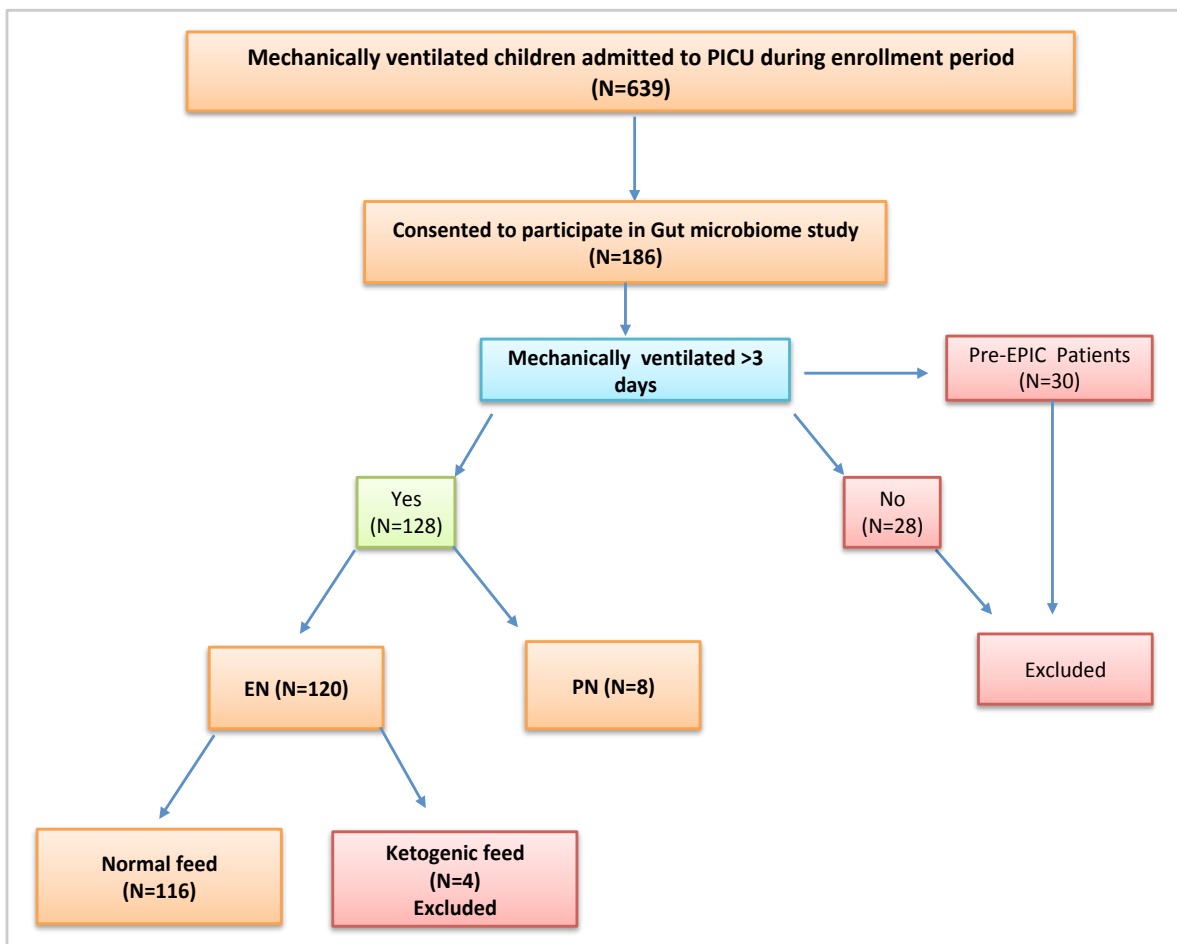 Mechanically ventilated children admitted to PICU during enrollment period
(N=639)
Consented to participate in Gut microbiome study
(N=186)
Mechanically ventilated >3
days
Pre-EPIC Patients
(N=30)
Yes
(N=128)
No
(N=28)
EN (N=120)
PN (N=8)
Excluded
Normal feed
(N=116)
Ketogenic feed
(N=4)
Excluded